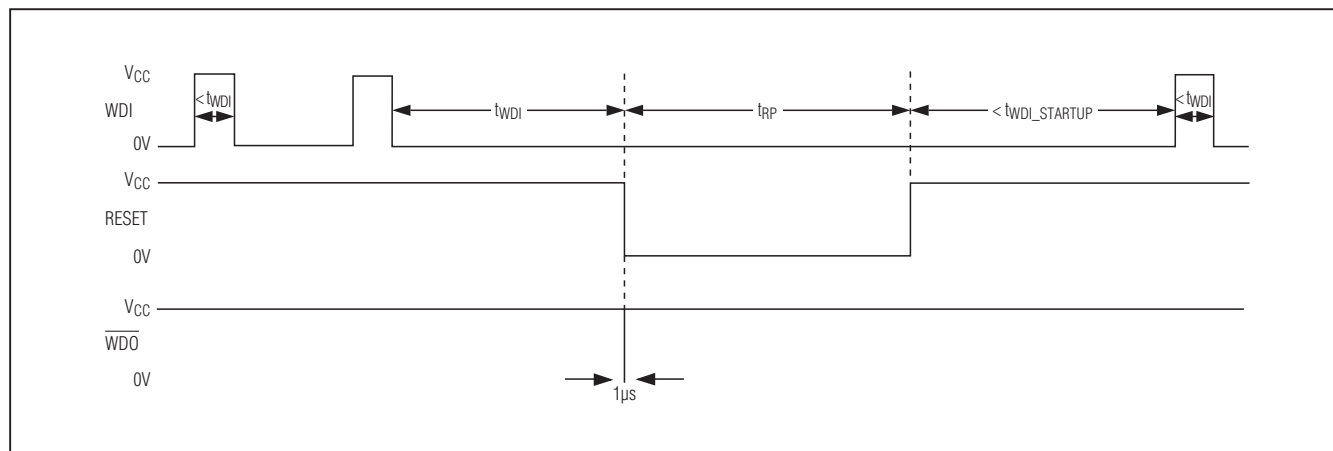 VCC
< tWDI
< tWDI
WDI
tWDI
tRP
< tWDI_STARTUP
0V
VCC
RESET
0V
VCC
WDO
0V
1µs